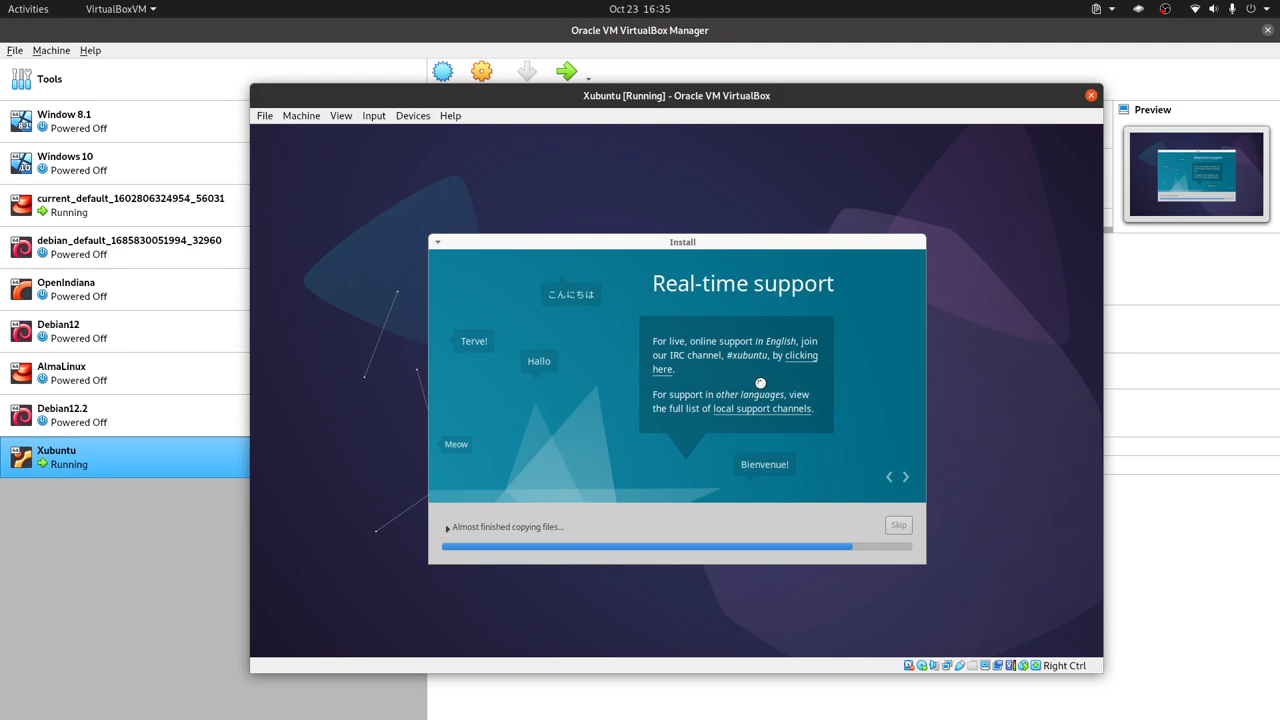 Activities
VirtualBoxVM
Oct 23 16:35
Oracle VM VirtualBox Manager
File Machine Help
Tools
Window 8.1
Powered Off
Windows 10
Powered Off
current_default_1602806324954_56031
Running
debian_default_1685830051994_32960
Powered Off
OpenIndiana
Powered Off
Debian12
Powered Off
AlmaLinux
Powered Off
Debian12.2
Powered Off
Xubuntu
Running
Preview
Xubuntu [Running] - Oracle VM VirtualBox
File Machine View Input Devices Help
Install
Real-time support
こんにちは
Terve!
Hallo
Meow
Bienvenue!
For live, online support in English, join
our IRC channel, #xubuntu, by clicking
here.
For support in other languages, view
the full list of local support channels.
Almost finished copying files...
Skip
Right Ctrl